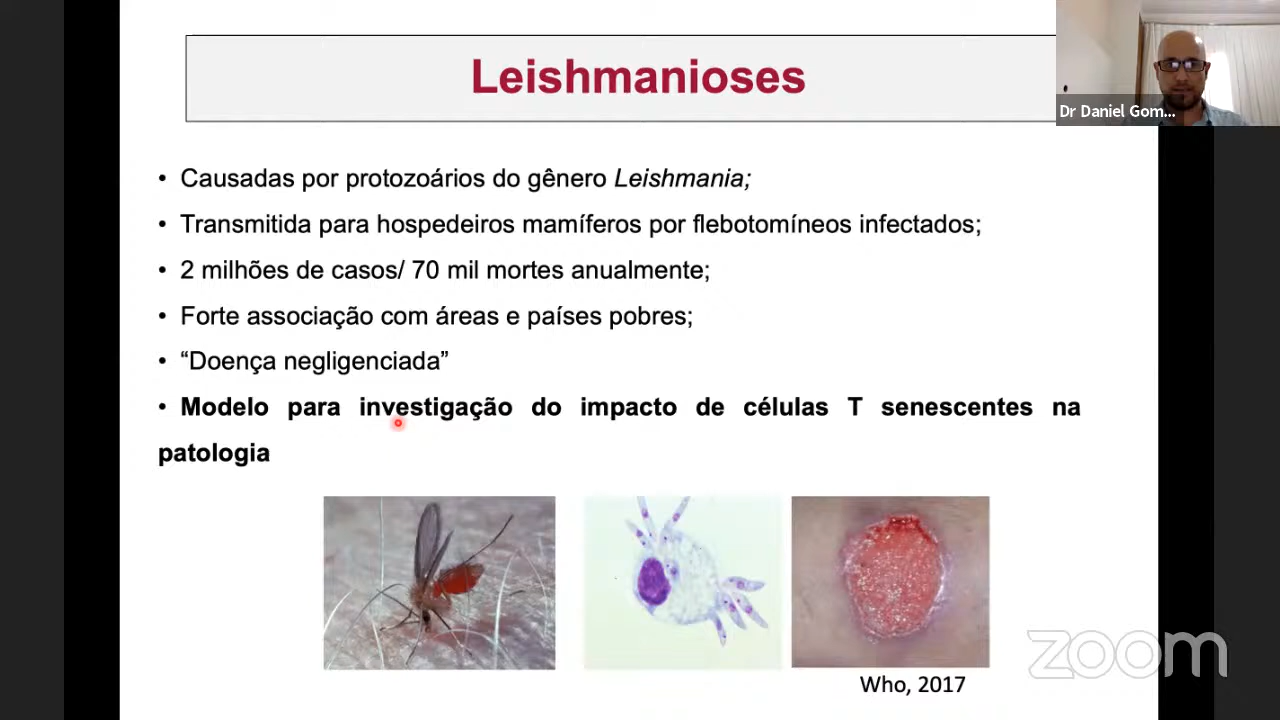 Leishmanioses
Dr Daniel Gom...
• Causadas por protozoários do gênero Leishmania;
• Transmitida para hospedeiros mamíferos por flebotomíneos infectados;
• 2 milhões de casos/ 70 mil mortes anualmente;
• Forte associação com áreas e países pobres;
• “Doença negligenciada”
• Modelo para investigação do impacto de células T senescentes na
patologia
zoom
Who, 2017